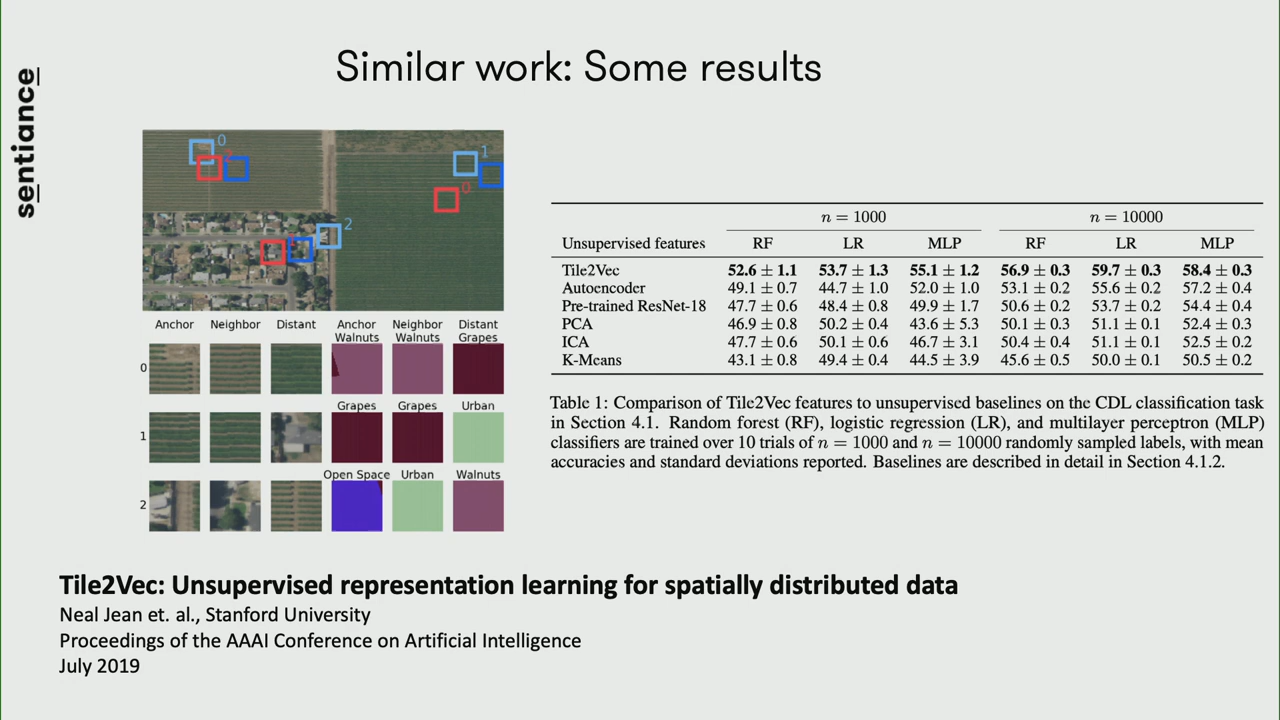 sentiance
Similar work: Some results
0
2
1
0
2
Anchor Neighbor Distant Anchor Walnuts Neighbor Walnuts Distant Grapes
0
Grapes Grapes Urban
1
Open Space Urban Walnuts
2
n = 1000 n = 10000
Unsupervised features RF LR MLP RF LR MLP
Tile2Vec 52.6 ± 1.1 53.7 ± 1.3 55.1 ± 1.2 56.9 ± 0.3 59.7 ± 0.3 58.4 ± 0.3
Autoencoder 49.1 ± 0.7 44.7 ± 1.0 52.0 ± 1.0 53.1 ± 0.2 55.6 ± 0.2 57.2 ± 0.4
Pre-trained ResNet-18 47.7 ± 0.6 48.4 ± 0.8 49.9 ± 1.7 50.6 ± 0.2 53.7 ± 0.2 54.4 ± 0.4
PCA 46.9 ± 0.8 50.2 ± 0.4 43.6 ± 5.3 50.1 ± 0.3 51.1 ± 0.1 52.4 ± 0.3
ICA 47.7 ± 0.6 50.1 ± 0.6 46.7 ± 3.1 50.4 ± 0.4 51.1 ± 0.1 52.5 ± 0.2
K-Means 43.1 ± 0.8 49.4 ± 0.4 44.5 ± 3.9 45.6 ± 0.5 50.0 ± 0.1 50.5 ± 0.2
Table 1: Comparison of Tile2Vec features to unsupervised baselines on the CDL classification task
in Section 4.1. Random forest (RF), logistic regression (LR), and multilayer perceptron (MLP)
classifiers are trained over 10 trials of n = 1000 and n = 10000 randomly sampled labels, with mean
accuracies and standard deviations reported. Baselines are described in detail in Section 4.1.2.
Tile2Vec: Unsupervised representation learning for spatially distributed data
Neal Jean et. al., Stanford University
Proceedings of the AAAI Conference on Artificial Intelligence
July 2019